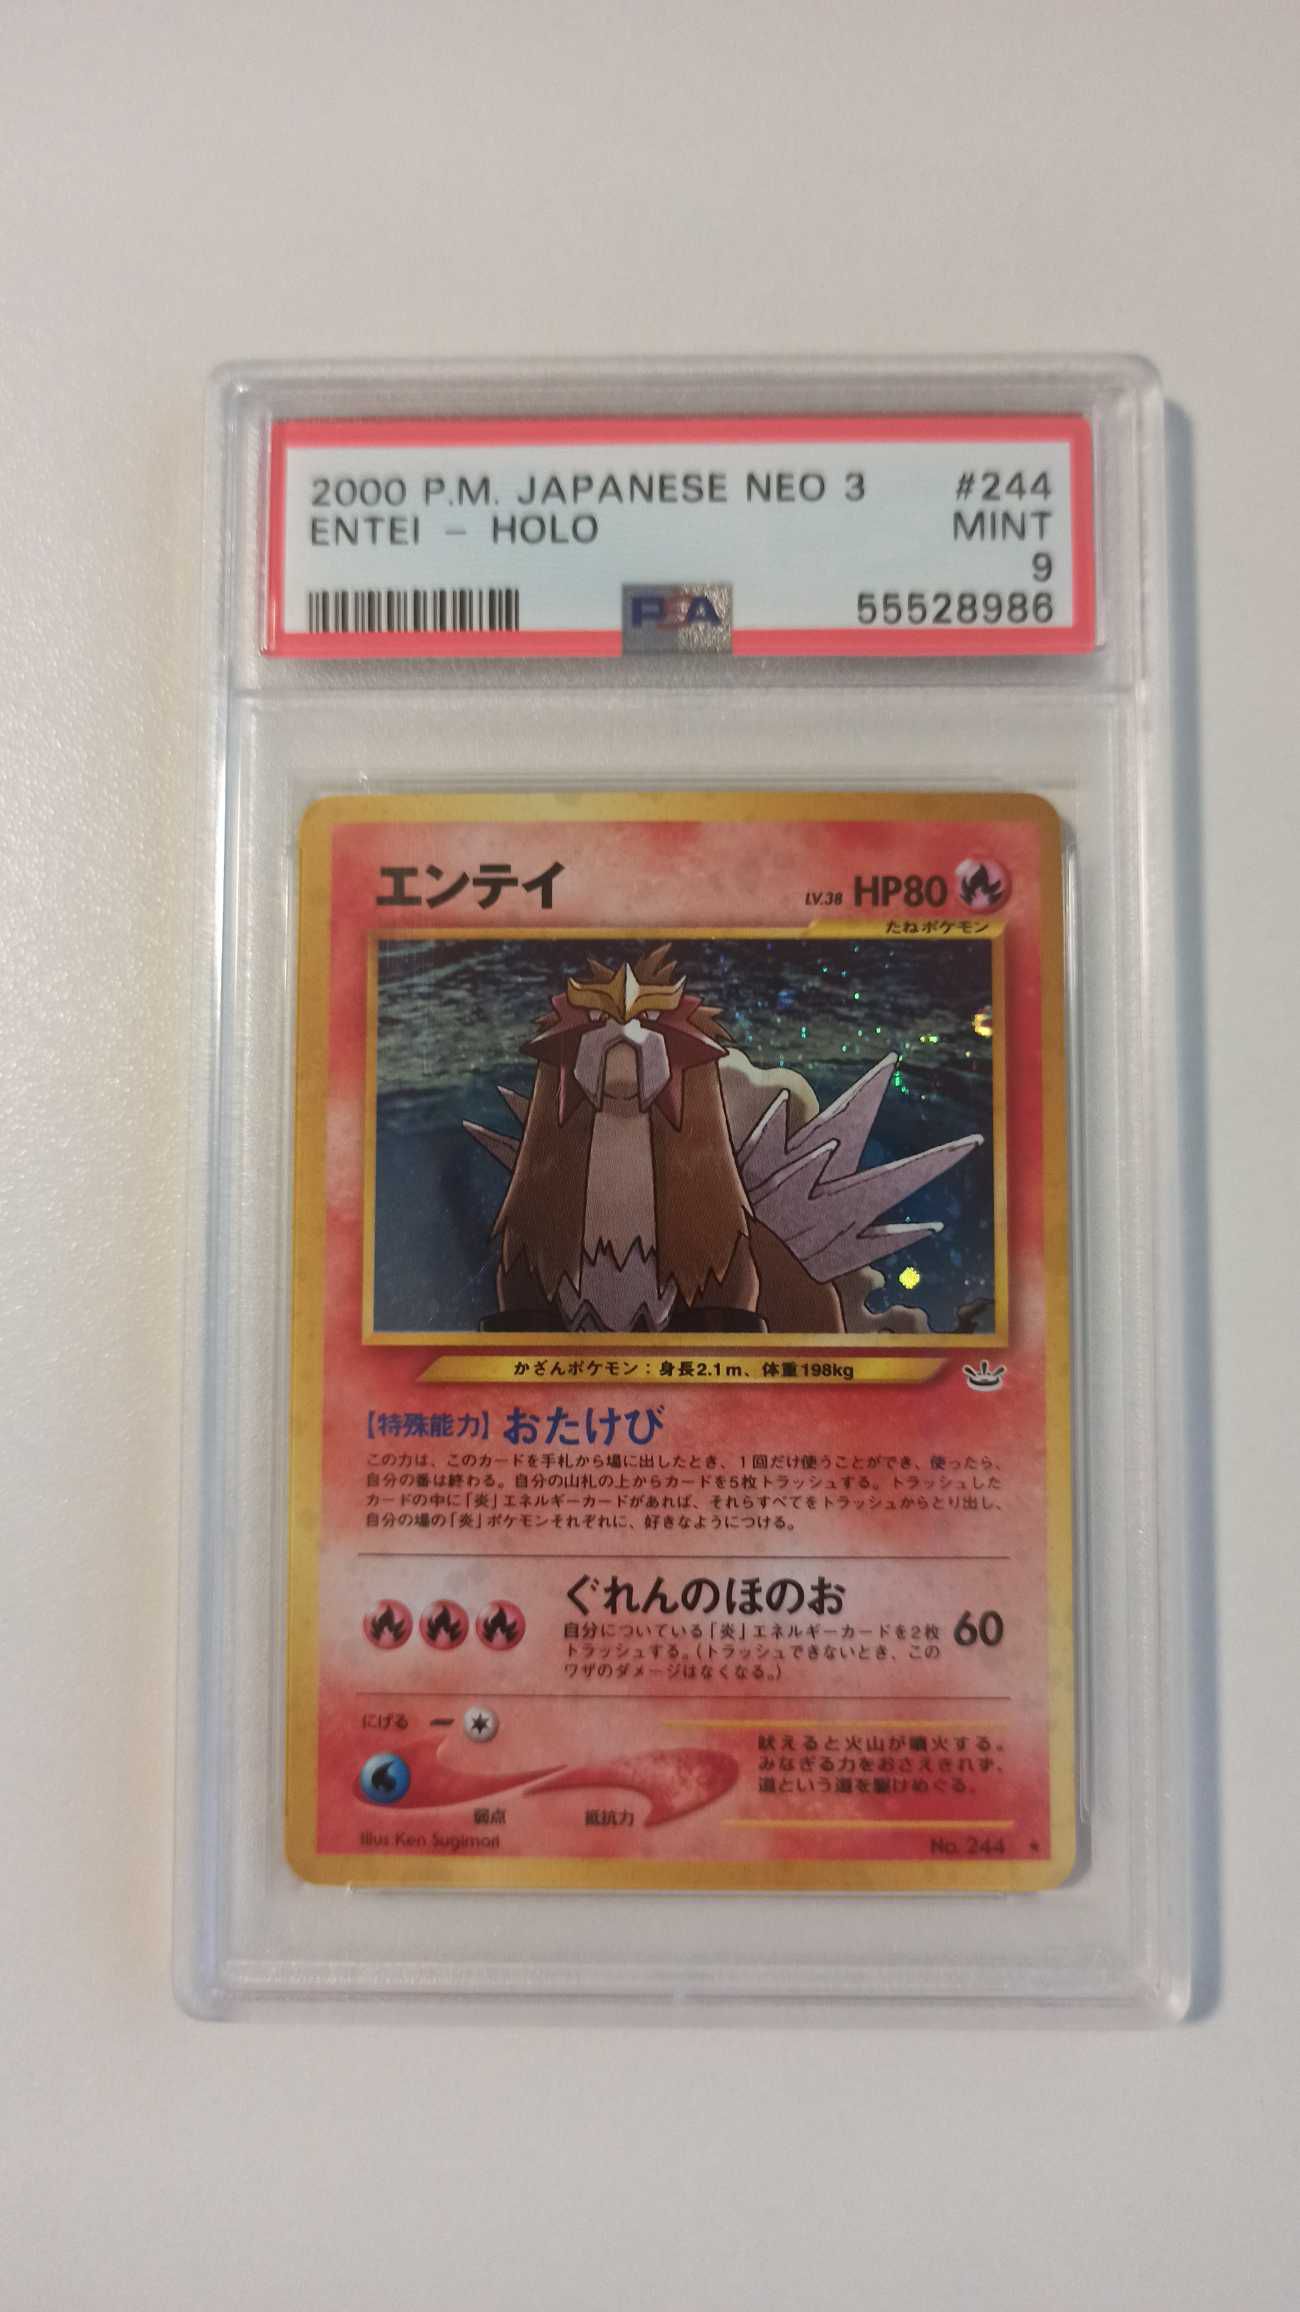 2000 P.M. JAPANESE NEO 3 #244
ENTEI - HOLO MINT
9
PSA 55528986
エンテイ LV.38 HP80
たねポケモン
かざんポケモン：身長2.1m、体重198kg
【特殊能力】おたけび
この力は、このカードを手札から場に出したとき、1回だけ使うことができ、使ったら、
自分の番は終わる。自分の山札の上からカードを5枚トラッシュする。トラッシュした
カードの中に「炎」エネルギーカードがあれば、それらすべてをトラッシュからとり出し、
自分の場の「炎」ポケモンそれぞれに、好きなようにつける。
ぐれんのほのお 60
自分についている「炎」エネルギーカードを2枚
トラッシュする。(トラッシュできないとき、この
ワザのダメージはなくなる。)
にげる
吠えると火山が噴火する。
みなぎる力をおさえきれず、
道という道を駆けめぐる。
弱点 抵抗力
Illus. Ken Sugimori No. 244 ★